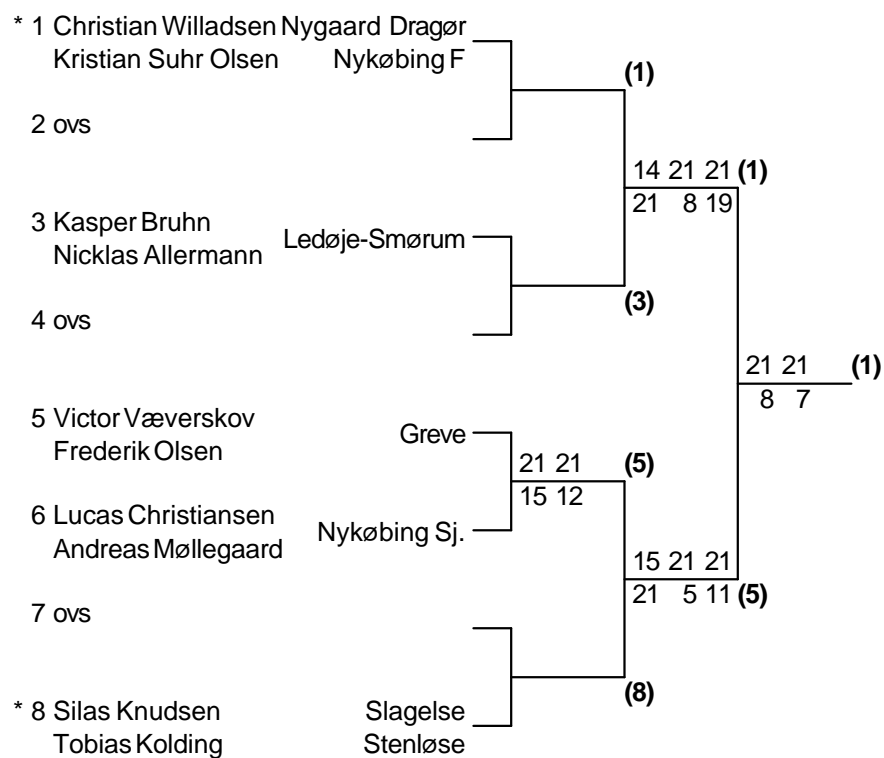 * 1 Christian Willadsen Nygaard Dragør
Kristian Suhr Olsen Nykøbing F
(1)
2 ovs
14 21 21 (1)
21 8 19
3 Kasper Bruhn
Nicklas Allermann
Ledøje-Smørum
(3)
4 ovs
21 21 (1)
8 7
5 Victor Væverskov
Frederik Olsen
Greve
21 21 (5)
15 12
6 Lucas Christiansen
Andreas Møllegaard
Nykøbing Sj.
15 21 21
21 5 11 (5)
7 ovs
(8)
* 8 Silas Knudsen Slagelse
Tobias Kolding Stenløse